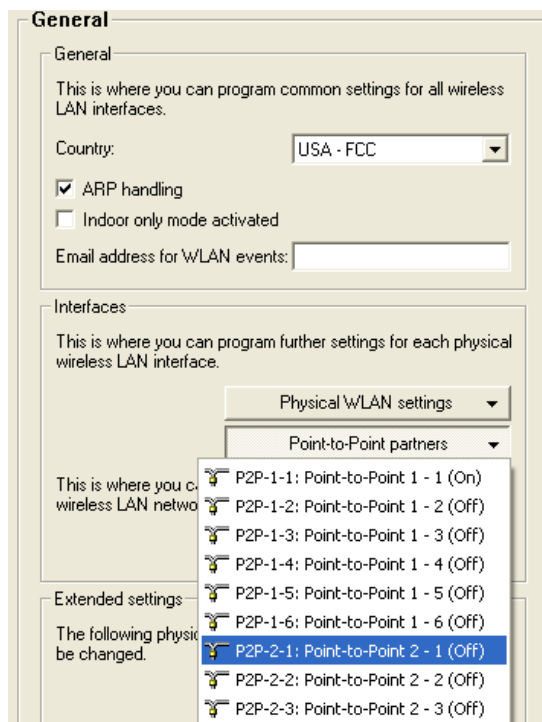 General
General
This is where you can program common settings for all wireless
LAN interfaces.
Country:
USA - FCC
ARP handling
Indoor only mode activated
Email address for WLAN events:
Interfaces
This is where you can program further settings for each physical
wireless LAN interface.
Physical WLAN settings
Point-to-Point partners
This is where you
wireless LAN
P2P-1-1: Point-to-Point 1 - 1 (On)
P2P-1-2: Point-to-Point 1 - 2 (Off)
P2P-1-3: Point-to-Point 1 - 3 (Off)
P2P-1-4: Point-to-Point 1 - 4 (Off)
P2P-1-5: Point-to-Point 1 - 5 (Off)
P2P-1-6: Point-to-Point 1 - 6 (Off)
P2P-2-1: Point-to-Point 2 - 1 (Off)
P2P-2-2: Point-to-Point 2 - 2 (Off)
P2P-2-3: Point-to-Point 2 - 3 (Off)
Extended settings
The following
be changed.